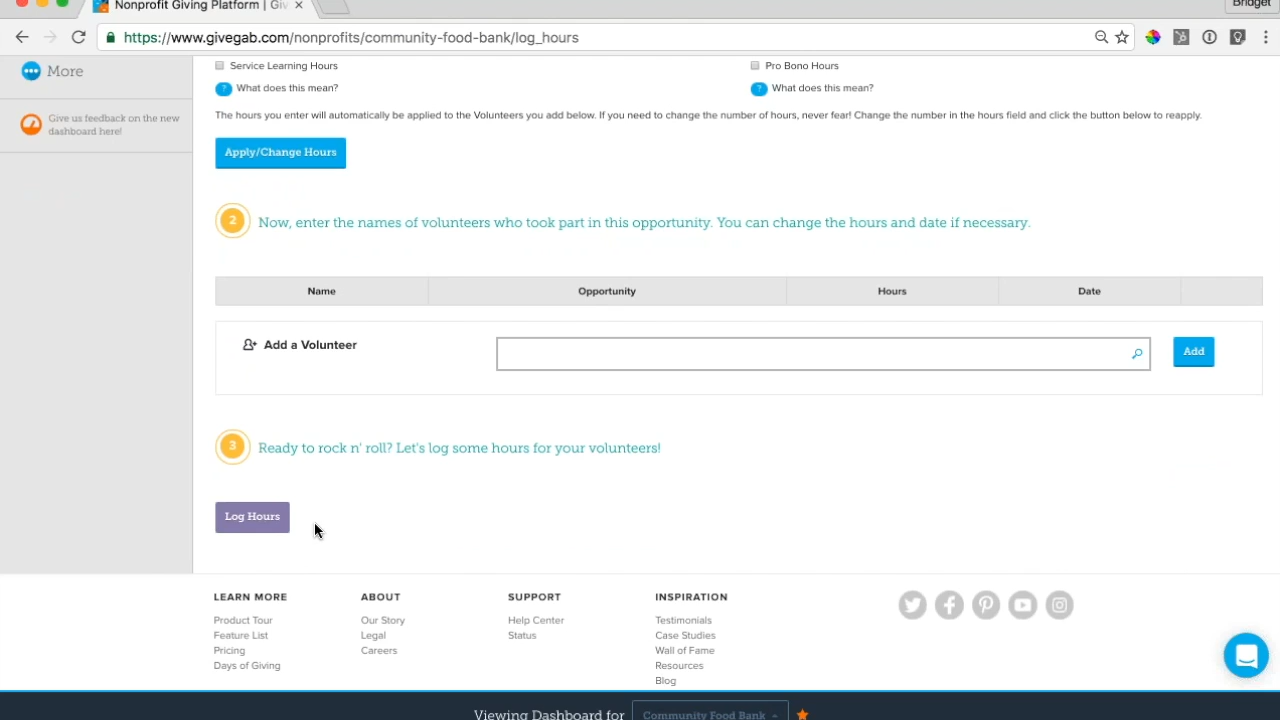 Nonprofit Giving Platform | Giv
Bridget
https://www.givegab.com/nonprofits/community-food-bank/log_hours
More
Give us feedback on the new
dashboard here!
Service Learning Hours
Pro Bono Hours
? What does this mean?
? What does this mean?
The hours you enter will automatically be applied to the Volunteers you add below. If you need to change the number of hours, never fear! Change the number in the hours field and click the button below to reapply.
Apply/Change Hours
2 Now, enter the names of volunteers who took part in this opportunity. You can change the hours and date if necessary.
Name Opportunity Hours Date
Add a Volunteer
Add
3 Ready to rock n' roll? Let's log some hours for your volunteers!
Log Hours
LEARN MORE
Product Tour
Feature List
Pricing
Days of Giving
ABOUT
Our Story
Legal
Careers
SUPPORT
Help Center
Status
INSPIRATION
Testimonials
Case Studies
Wall of Fame
Resources
Blog
Viewing Dashboard for Community Food Bank